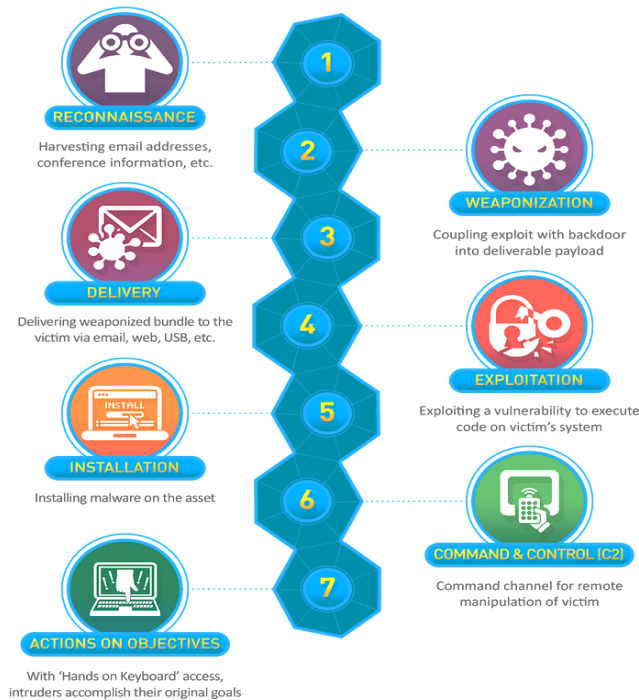 1
RECONNAISSANCE
Harvesting email addresses,
conference information, etc.
2
WEAPONIZATION
Coupling exploit with backdoor
into deliverable payload
3
DELIVERY
Delivering weaponized bundle to the
victim via email, web, USB, etc.
4
EXPLOITATION
Exploiting a vulnerability to execute
code on victim's system
5
INSTALL
INSTALLATION
Installing malware on the asset
6
COMMAND & CONTROL (C2)
Command channel for remote
manipulation of victim
7
ACTIONS ON OBJECTIVES
With 'Hands on Keyboard' access,
intruders accomplish their original goals